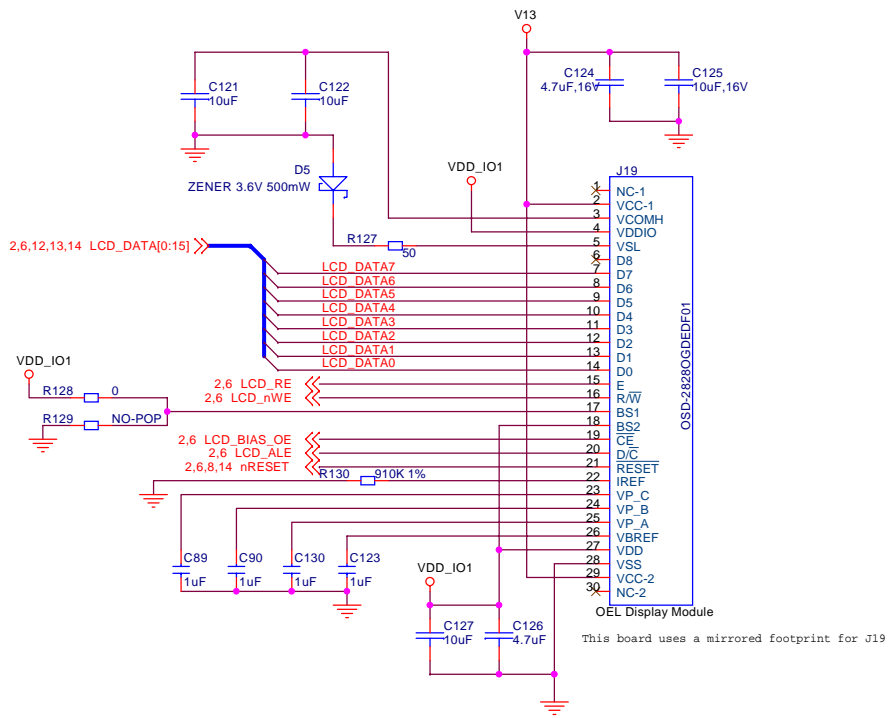 V13
C121
10uF
C122
10uF
C124
4.7uF,16V
C125
10uF,16V
D5
ZENER 3.6V 500mW
VDD_IO1
J19
R127
50
2,6,12,13,14 LCD_DATA[0:15]
LCD_DATA7
LCD_DATA6
LCD_DATA5
LCD_DATA4
LCD_DATA3
LCD_DATA2
LCD_DATA1
LCD_DATA0
1 NC-1
2 VCC-1
3 VCOMH
4 VDDIO
5 VSL
6 D8
7 D7
8 D6
9 D5
10 D4
11 D3
12 D2
13 D1
14 D0
15 E
16 R/W
17 BS1
18 BS2
19 CE
20 D/C
21 RESET
22 IREF
23 VP_C
24 VP_B
25 VP_A
26 VBREF
27 VDD
28 VSS
29 VCC-2
30 NC-2
OSD-2828OGDEDF01
OEL Display Module
This board uses a mirrored footprint for J19
VDD_IO1
R128
0
R129
NO-POP
2,6 LCD_RE
2,6 LCD_nWE
2,6 LCD_BIAS_OE
2,6 LCD_ALE
2,6,8,14 nRESET
R130
910K 1%
C89
1uF
C90
1uF
C130
1uF
C123
1uF
VDD_IO1
C127
10uF
C126
4.7uF